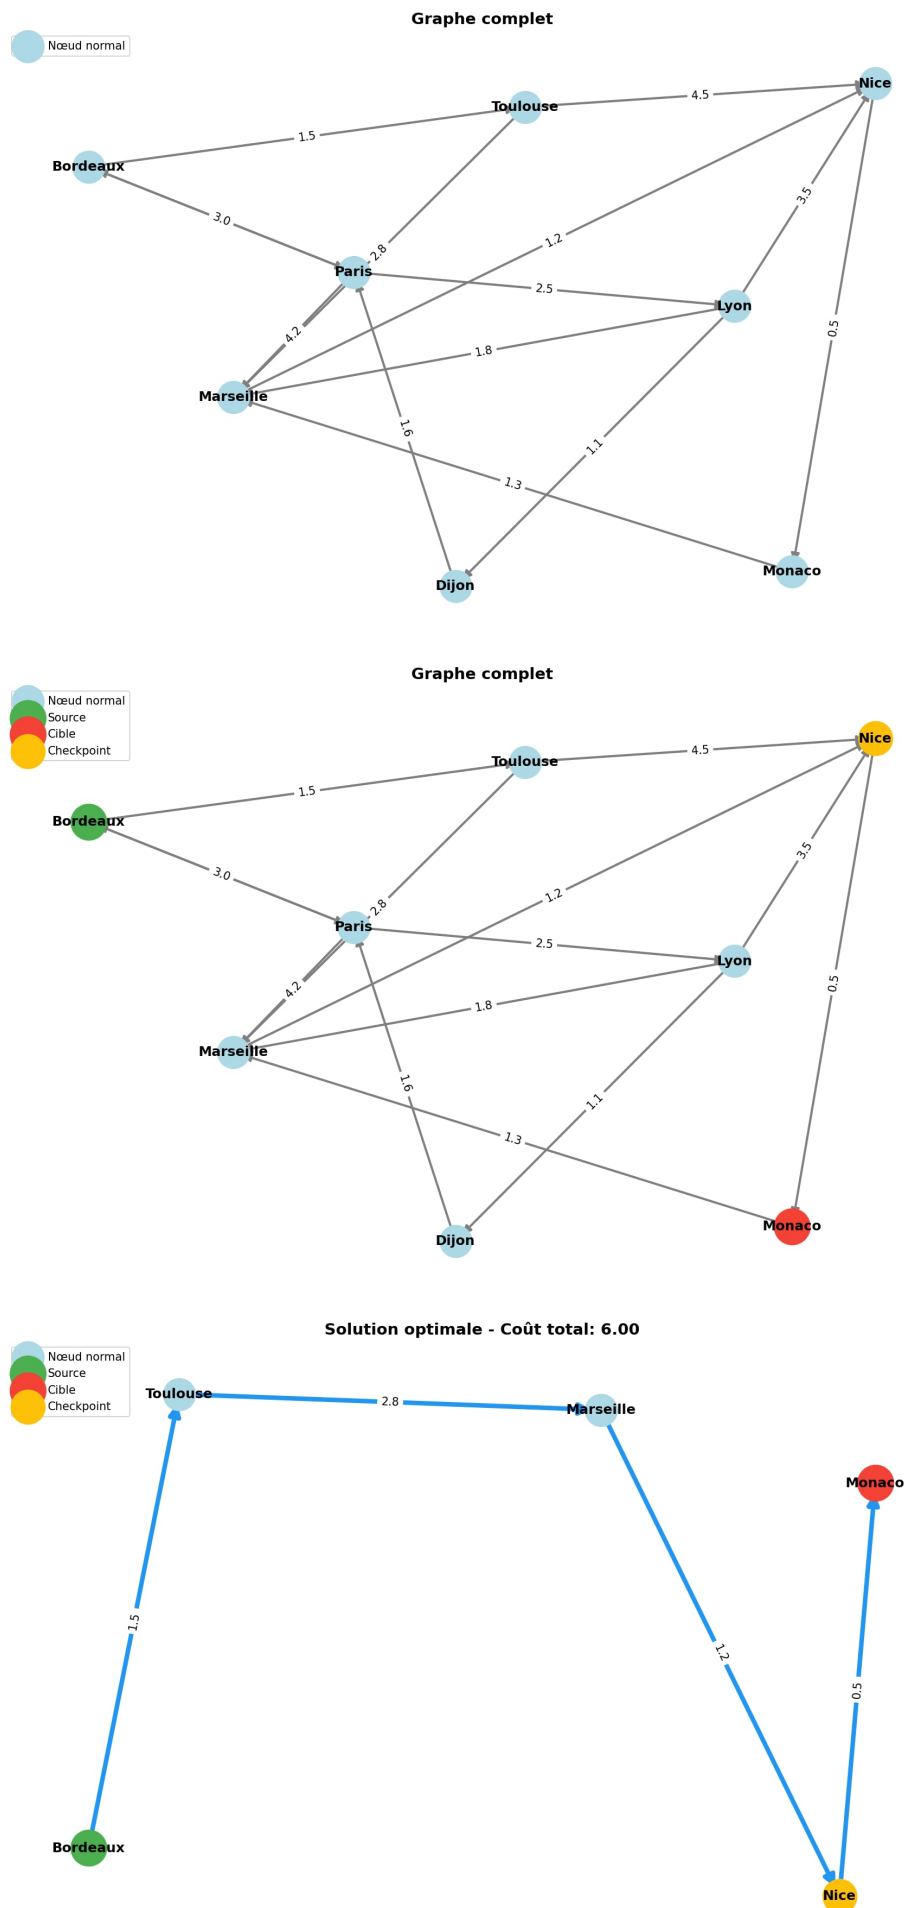 Graphe complet
Nœud normal
Nice
Toulouse
4.5
1.5
Bordeaux
3.5
3.0
1.2
2.8
Paris
2.5
Lyon
0.5
4.2
1.8
Marseille
1.6
1.1
1.3
Monaco
Dijon
Graphe complet
Nœud normal
Source
Cible
Checkpoint
Nice
4.5
Toulouse
1.5
Bordeaux
3.5
3.0
1.2
2.8
Paris
2.5
Lyon
0.5
4.2
1.8
Marseille
1.6
1.1
1.3
Monaco
Dijon
Solution optimale - Coût total: 6.00
Nœud normal
Source
Cible
Checkpoint
Toulouse
2.8
Marseille
Monaco
1.5
1.2
0.5
Bordeaux
Nice